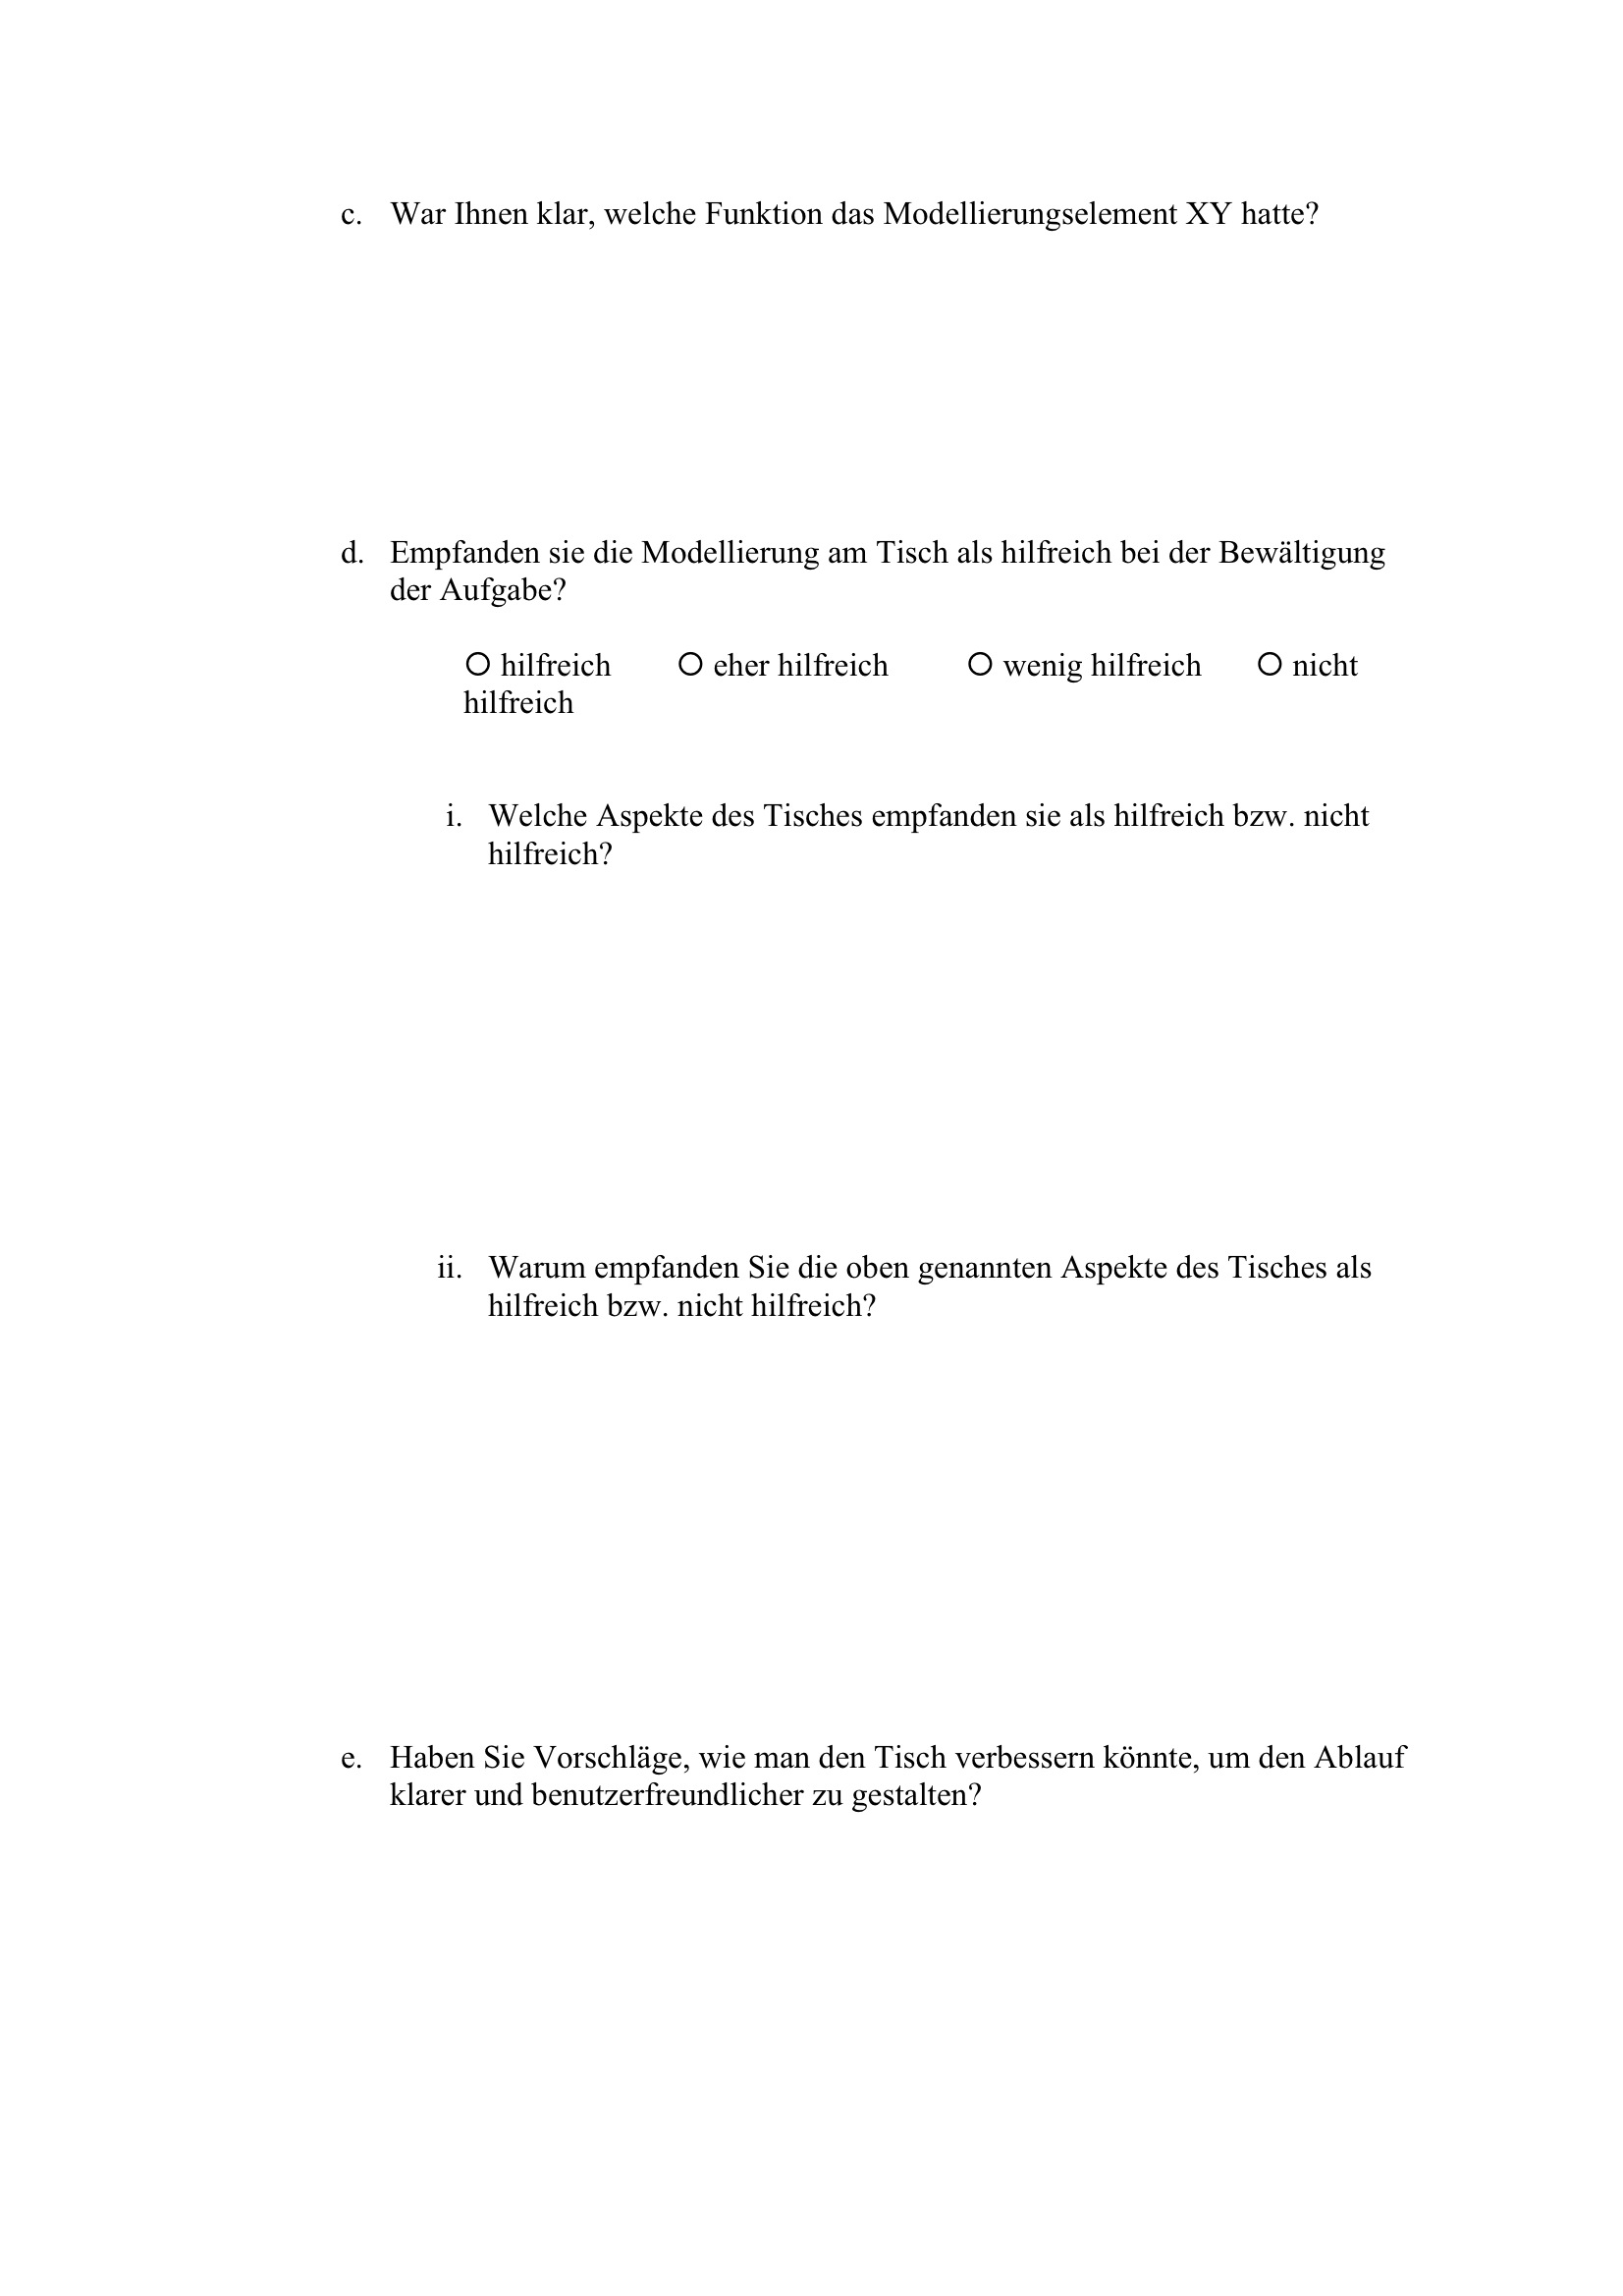 c. War Ihnen klar, welche Funktion das Modellierungselement XY hatte?
d. Empfanden sie die Modellierung am Tisch als hilfreich bei der Bewältigung
der Aufgabe?
○ hilfreich ○ eher hilfreich ○ wenig hilfreich ○ nicht
hilfreich
i. Welche Aspekte des Tisches empfanden sie als hilfreich bzw. nicht
hilfreich?
ii. Warum empfanden Sie die oben genannten Aspekte des Tisches als
hilfreich bzw. nicht hilfreich?
e. Haben Sie Vorschläge, wie man den Tisch verbessern könnte, um den Ablauf
klarer und benutzerfreundlicher zu gestalten?